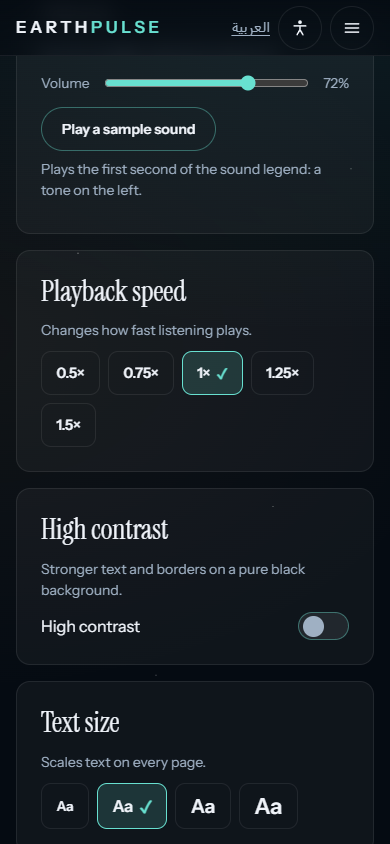 EARTHPULSE العربية
Volume 72%
Play a sample sound
Plays the first second of the sound legend: a
tone on the left.
Playback speed
Changes how fast listening plays.
0.5× 0.75× 1× ✓ 1.25×
1.5×
High contrast
Stronger text and borders on a pure black
background.
High contrast
Text size
Scales text on every page.
Aa Aa ✓ Aa Aa